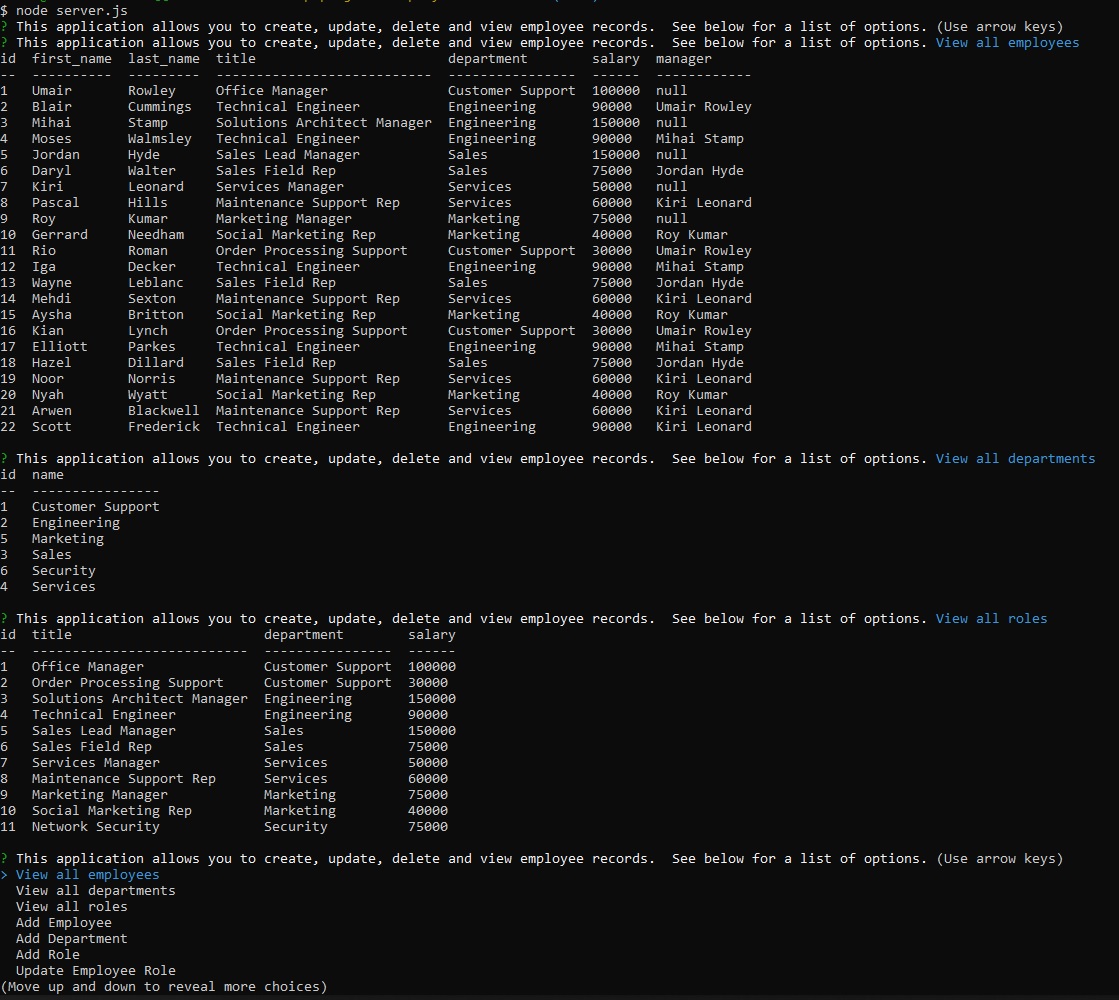 $ node server.js
? This application allows you to create, update, delete and view employee records.  See below for a list of options. (Use arrow keys)
? This application allows you to create, update, delete and view employee records.  See below for a list of options. View all employees
id  first_name  last_name  title                        department        salary  manager
--  ----------  ---------  ---------------------------  ----------------  ------  ------------
1   Umair       Rowley     Office Manager               Customer Support  100000  null
2   Blair       Cummings   Technical Engineer           Engineering       90000   Umair Rowley
3   Mihai       Stamp      Solutions Architect Manager  Engineering       150000  null
4   Moses       Walmsley   Technical Engineer           Engineering       90000   Mihai Stamp
5   Jordan      Hyde       Sales Lead Manager           Sales             150000  null
6   Daryl       Walter     Sales Field Rep              Sales             75000   Jordan Hyde
7   Kiri        Leonard    Services Manager             Services          50000   null
8   Pascal      Hills      Maintenance Support Rep      Services          60000   Kiri Leonard
9   Roy         Kumar      Marketing Manager            Marketing         75000   null
10  Gerrard     Needham    Social Marketing Rep         Marketing         40000   Roy Kumar
11  Rio         Roman      Order Processing Support     Customer Support  30000   Umair Rowley
12  Iga         Decker     Technical Engineer           Engineering       90000   Mihai Stamp
13  Wayne       Leblanc    Sales Field Rep              Sales             75000   Jordan Hyde
14  Mehdi       Sexton     Maintenance Support Rep      Services          60000   Kiri Leonard
15  Aysha       Britton    Social Marketing Rep         Marketing         40000   Roy Kumar
16  Kian        Lynch      Order Processing Support     Customer Support  30000   Umair Rowley
17  Elliott     Parkes     Technical Engineer           Engineering       90000   Mihai Stamp
18  Hazel       Dillard    Sales Field Rep              Sales             75000   Jordan Hyde
19  Noor        Norris     Maintenance Support Rep      Services          60000   Kiri Leonard
20  Nyah        Wyatt      Social Marketing Rep         Marketing         40000   Roy Kumar
21  Arwen       Blackwell  Maintenance Support Rep      Services          60000   Kiri Leonard
22  Scott       Frederick  Technical Engineer           Engineering       90000   Kiri Leonard
? This application allows you to create, update, delete and view employee records.  See below for a list of options. View all departments
id  name
--  ----------------
1   Customer Support
2   Engineering
5   Marketing
3   Sales
6   Security
4   Services
? This application allows you to create, update, delete and view employee records.  See below for a list of options. View all roles
id  title                        department        salary
--  ---------------------------  ----------------  ------
1   Office Manager               Customer Support  100000
2   Order Processing Support     Customer Support  30000
3   Solutions Architect Manager  Engineering       150000
4   Technical Engineer           Engineering       90000
5   Sales Lead Manager           Sales             150000
6   Sales Field Rep              Sales             75000
7   Services Manager             Services          50000
8   Maintenance Support Rep      Services          60000
9   Marketing Manager            Marketing         75000
10  Social Marketing Rep         Marketing         40000
11  Network Security             Security          75000
? This application allows you to create, update, delete and view employee records.  See below for a list of options. (Use arrow keys)
> View all employees
  View all departments
  View all roles
  Add Employee
  Add Department
  Add Role
  Update Employee Role
(Move up and down to reveal more choices)